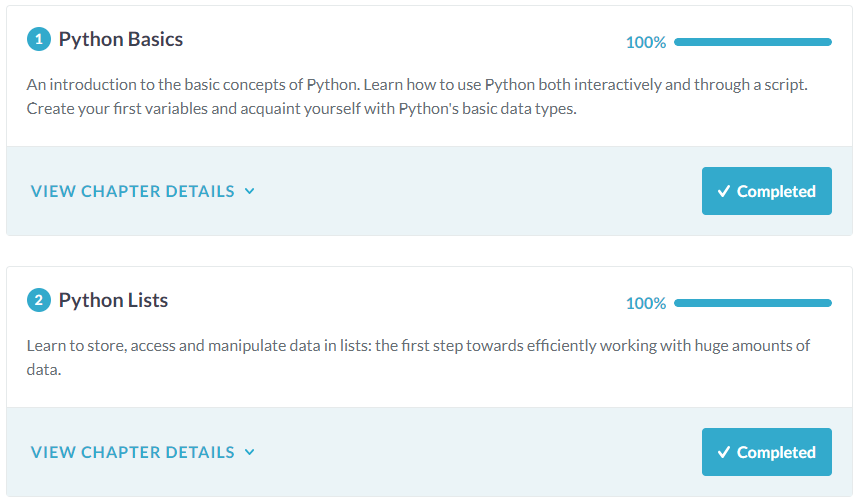 1 Python Basics
100%
An introduction to the basic concepts of Python. Learn how to use Python both interactively and through a script.
Create your first variables and acquaint yourself with Python's basic data types.
VIEW CHAPTER DETAILS
Completed
2 Python Lists
100%
Learn to store, access and manipulate data in lists: the first step towards efficiently working with huge amounts of
data.
VIEW CHAPTER DETAILS
Completed